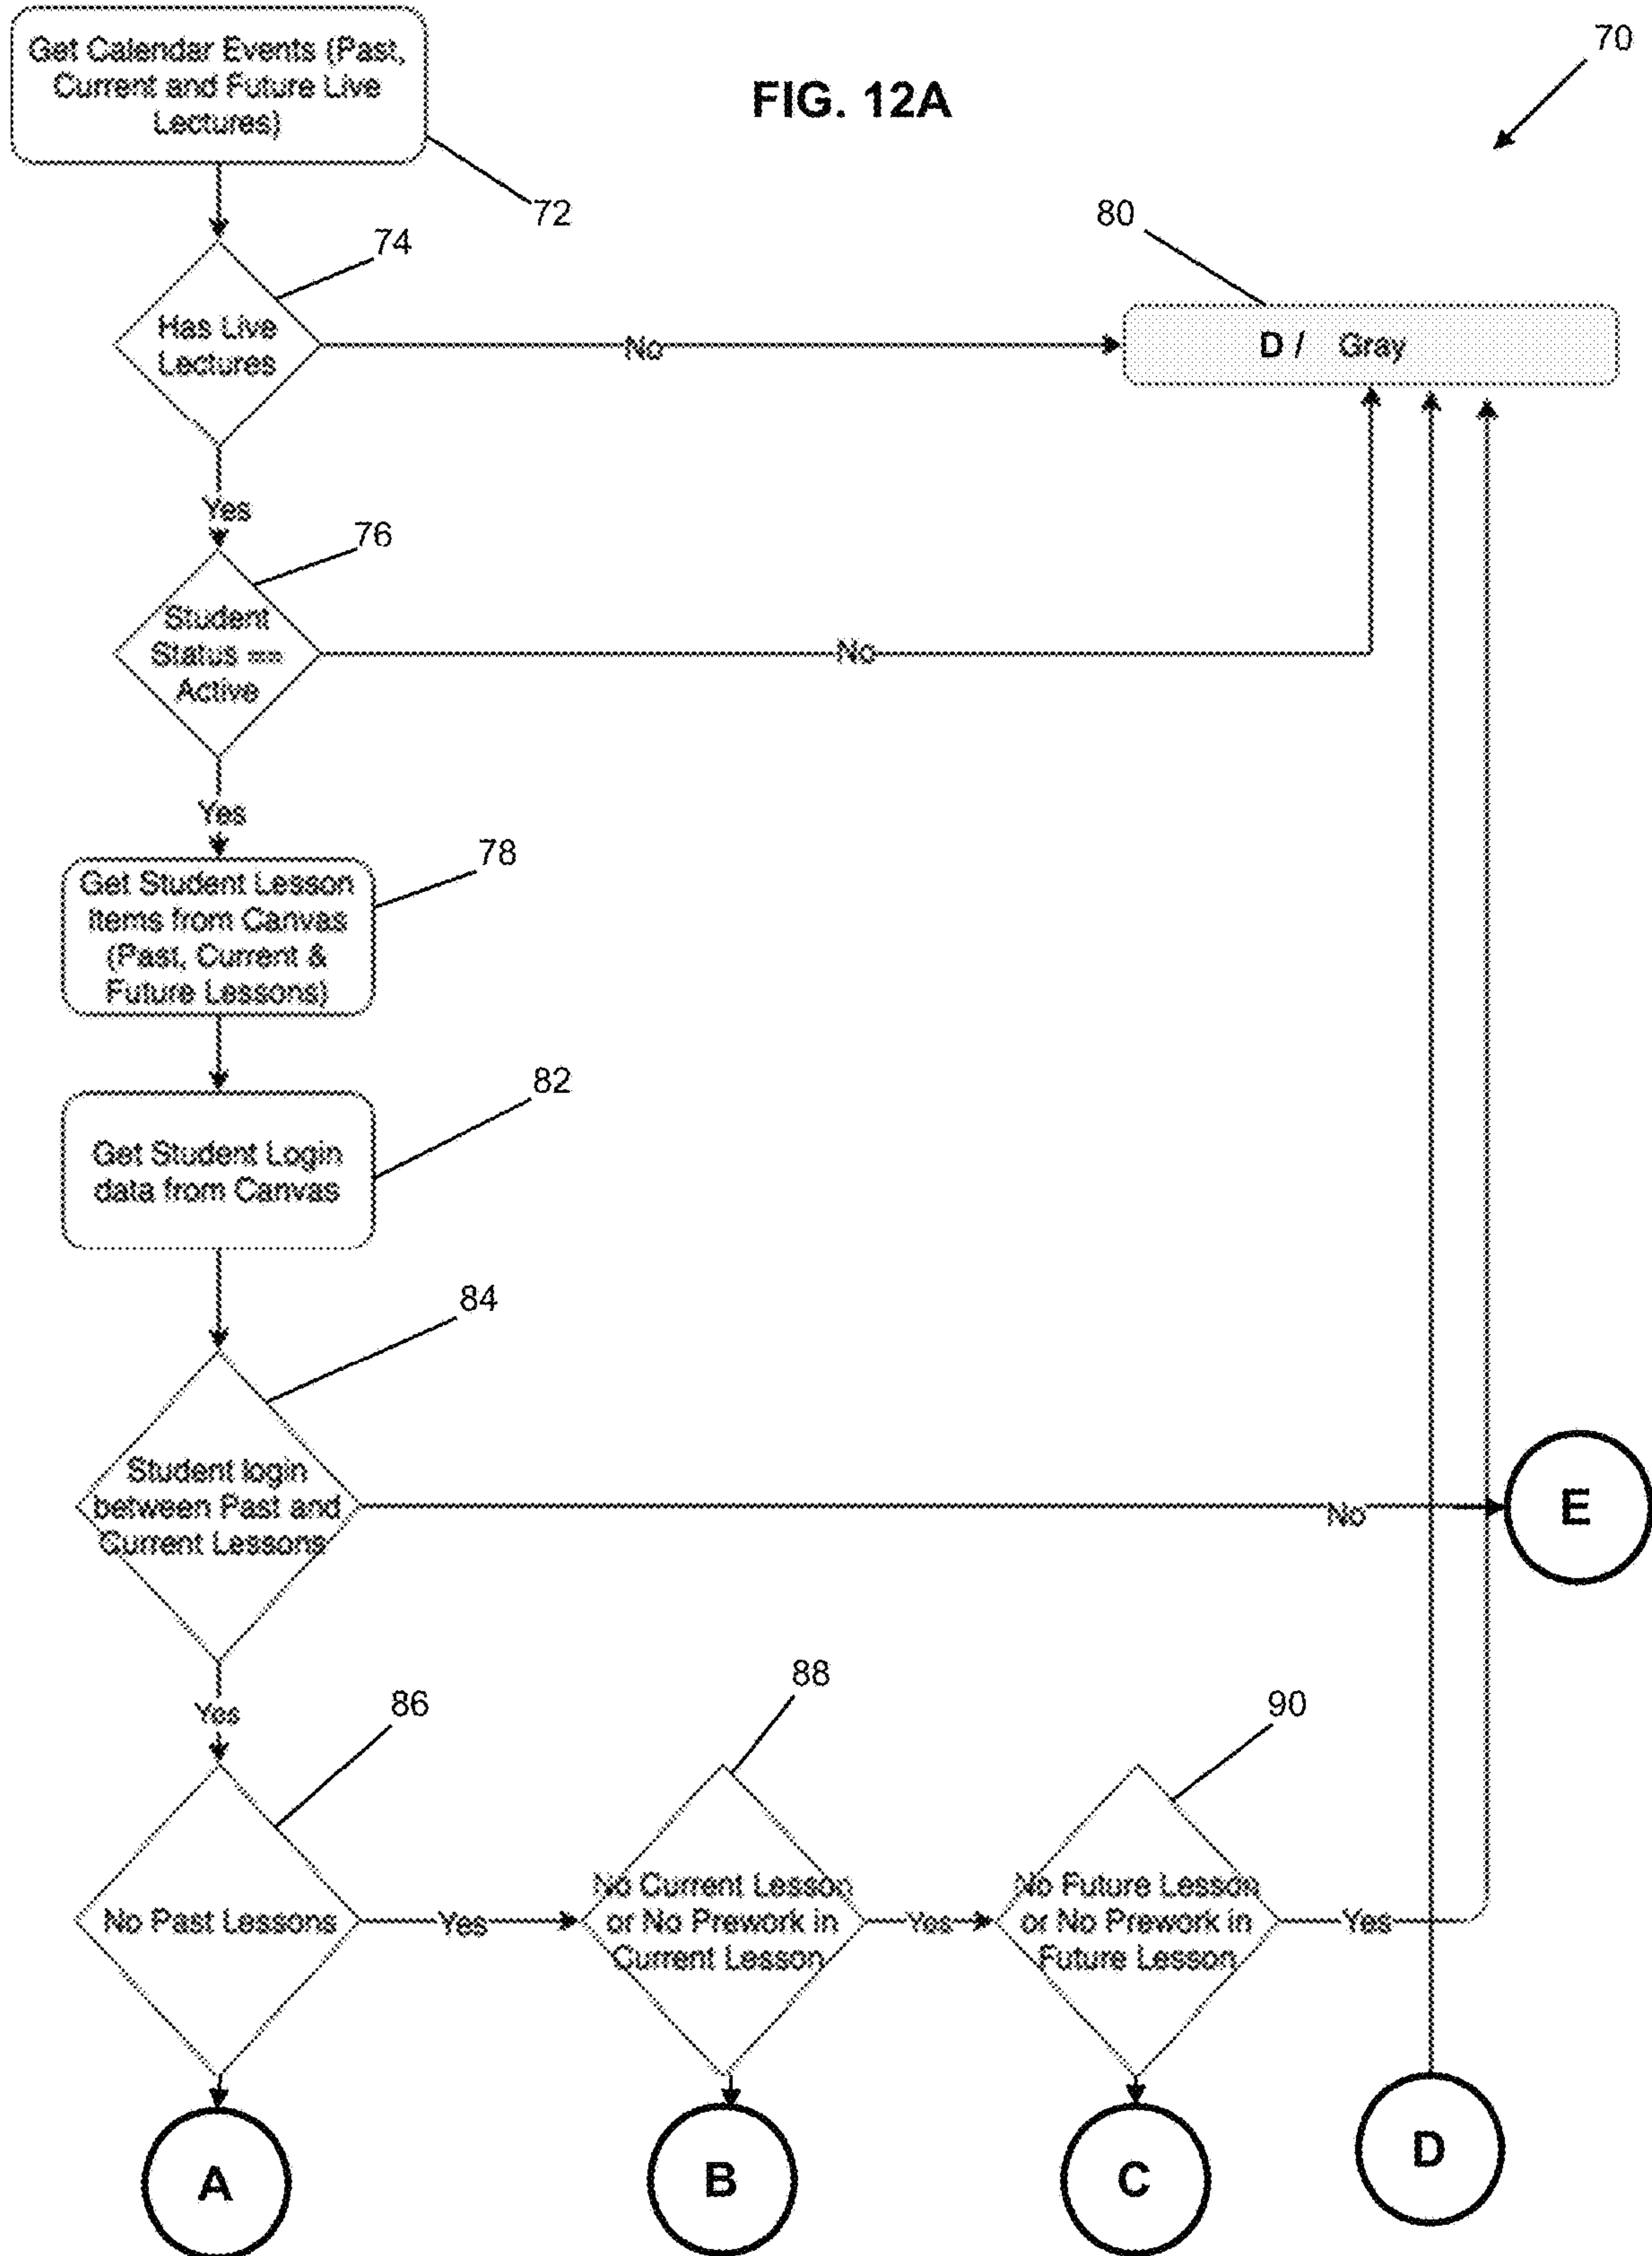 Get Calendar Events (Past,
Current and Future Live
Lectures)
FIG. 12A
70
72
74
80
Has Live
Lectures
No
D / Gray
Yes
76
Student
Status ==
Active
No
Yes
78
Get Student Lesson
Items from Canvas
(Past, Current &
Future Lessons)
82
Get Student Login
data from Canvas
84
Student login
between Past and
Current Lessons
No
E
Yes
86
88
90
No Past Lessons
Yes
No Current Lesson
or No Prework in
Current Lesson
Yes
No Future Lesson
or No Prework in
Future Lesson
Yes
A
B
C
D